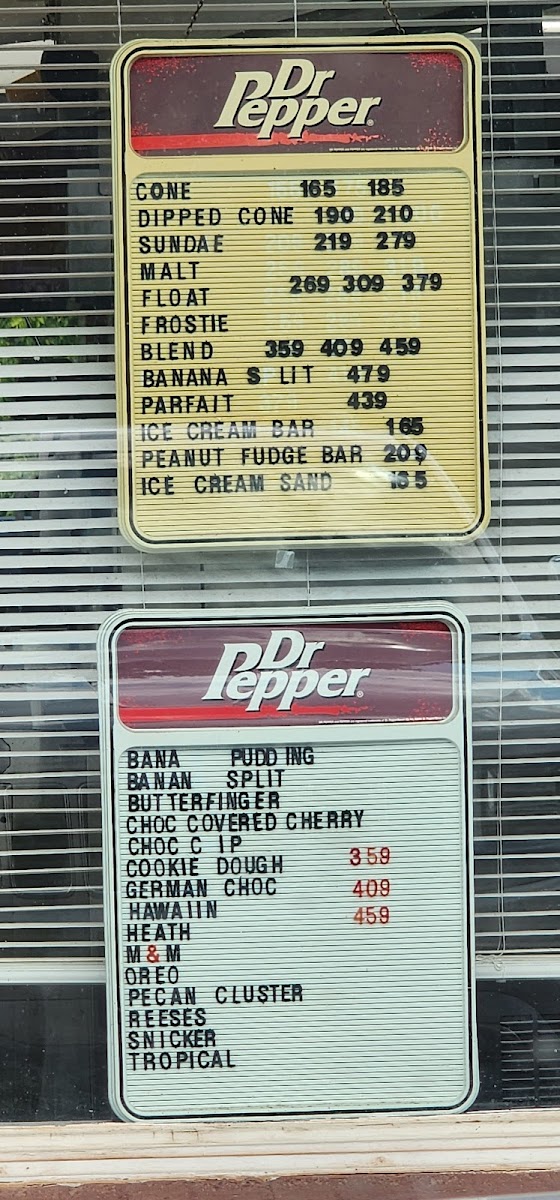 Dr
Pepper
CONE 165 185
DIPPED CONE 190 210
SUNDAE 219 279
MALT
269 309 379
FLOAT
FROSTIE
BLEND 359 409 459
BANANA S LIT 479
PARFAIT 439
ICE CREAM BAR 165
PEANUT FUDGE BAR 209
ICE CREAM SAND 165
Dr
Pepper
BANA PUDD ING
BANAN SPLIT
BUTTERFINGER
CHOC COVERED CHERRY
CHOC C IP
COOKIE DOUGH 359
GERMAN CHOC 409
HAWAIIN 459
HEATH
M & M
OREO
PECAN CLUSTER
REESES
SNICKER
TROPICAL